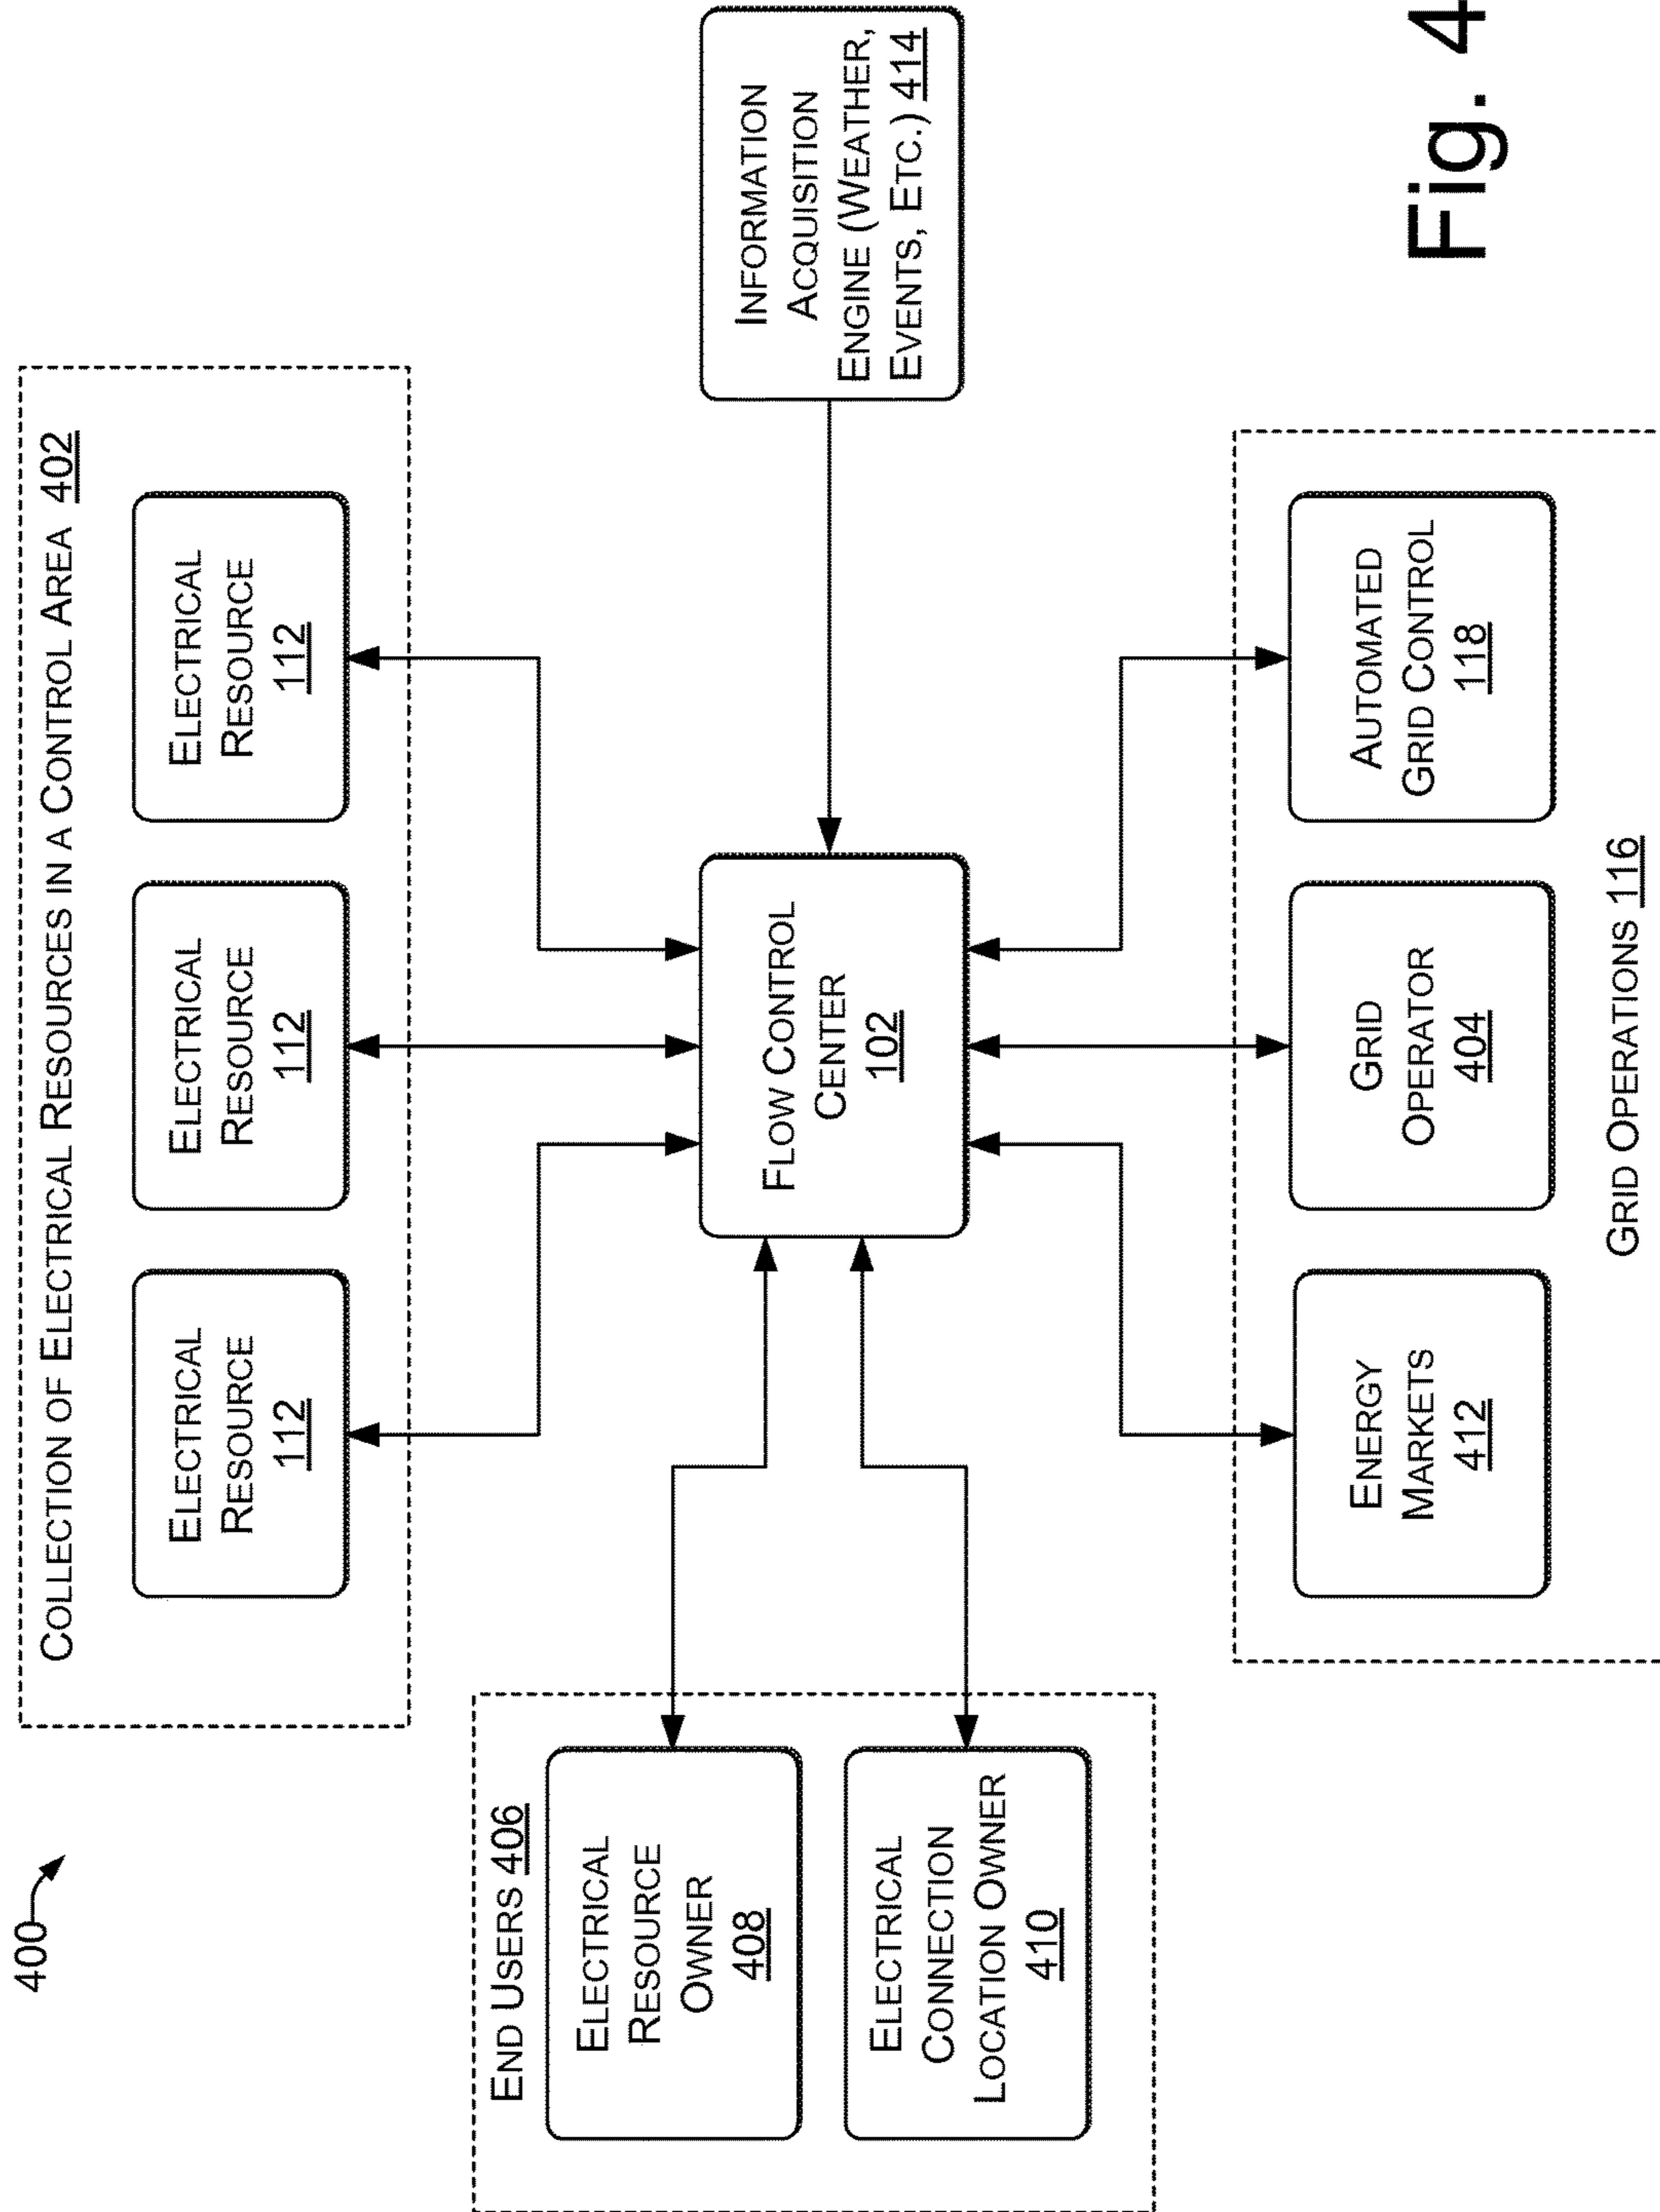 400
COLLECTION OF ELECTRICAL RESOURCES IN A CONTROL AREA 402
ELECTRICAL
RESOURCE
112
ELECTRICAL
RESOURCE
112
ELECTRICAL
RESOURCE
112
END USERS 406
ELECTRICAL
RESOURCE
OWNER
408
ELECTRICAL
CONNECTION
LOCATION OWNER
410
FLOW CONTROL
CENTER
102
INFORMATION
ACQUISITION
ENGINE (WEATHER,
EVENTS, ETC.) 414
ENERGY
MARKETS
412
GRID
OPERATOR
404
AUTOMATED
GRID CONTROL
118
GRID OPERATIONS 116
Fig. 4